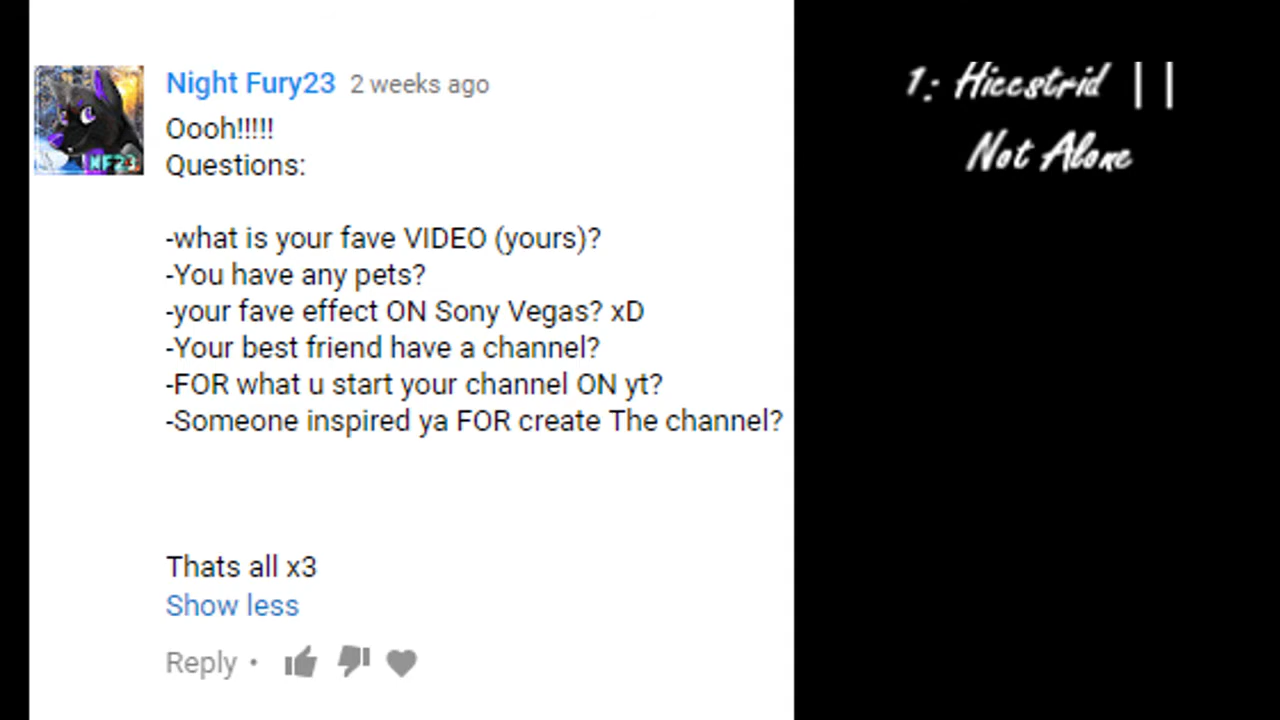 Night Fury23 2 weeks ago
Oooh!!!!!
Questions:
-what is your fave VIDEO (yours)?
-You have any pets?
-your fave effect ON Sony Vegas? xD
-Your best friend have a channel?
-FOR what u start your channel ON yt?
-Someone inspired ya FOR create The channel?
Thats all x3
Show less
Reply •
NF23
1: Hiccstrid ||
Not Alone